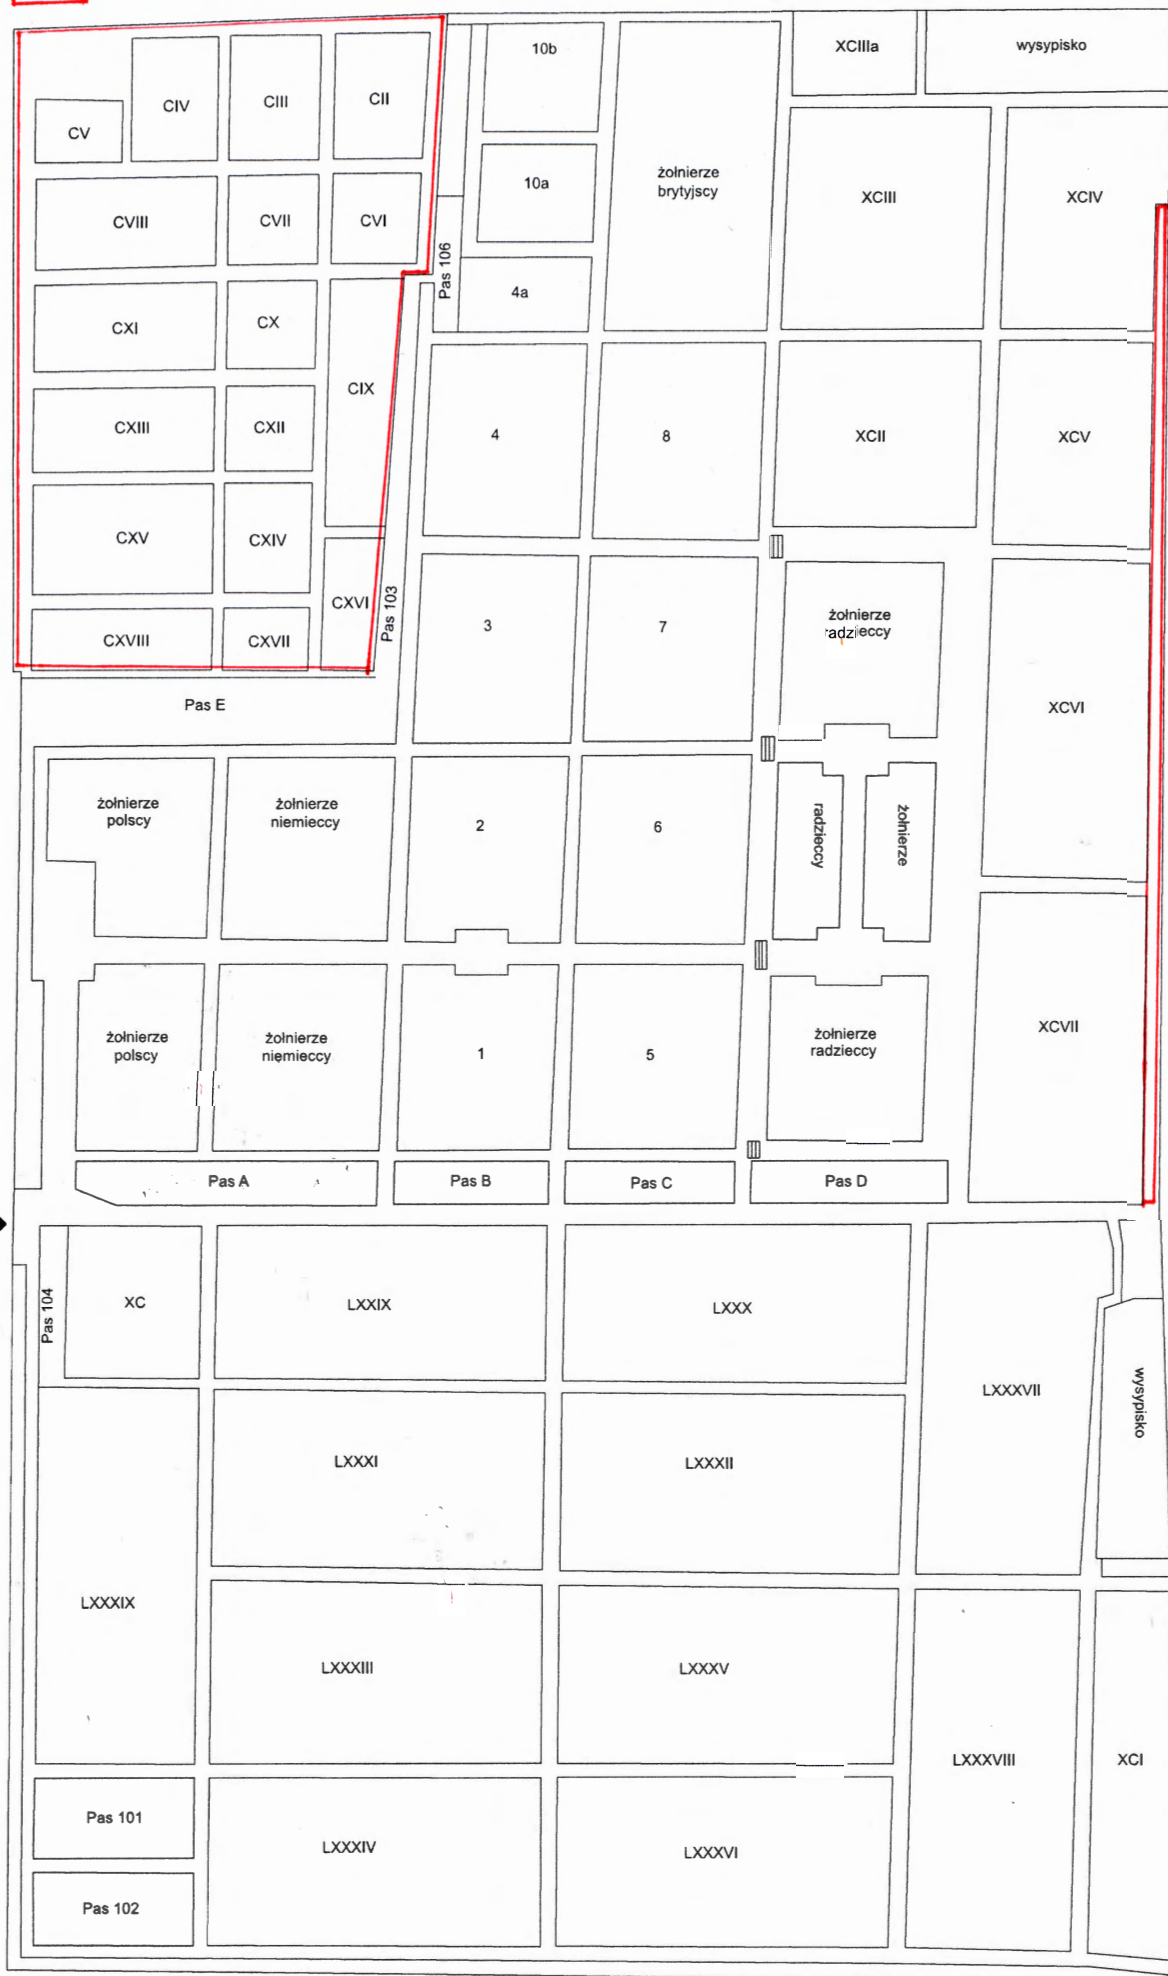 10b
XCIIIa
wysypisko
CIV
CIII
CII
CV
żołnierze
brytyjscy
10a
XCIII
XCIV
CVIII
CVII
CVI
Pas 106
4a
CXI
CX
CIX
CXIII
CXII
4
8
XCII
XCV
CXV
CXIV
CXVI
Pas 103
3
7
żołnierze
radzieccy
CXVIII
CXVII
XCVI
Pas E
żołnierze
polscy
żołnierze
niemieccy
2
6
radzieccy
żołnierze
żołnierze
polscy
żołnierze
niemieccy
1
5
żołnierze
radzieccy
XCVII
Pas A
Pas B
Pas C
Pas D
Pas 104
XC
LXXIX
LXXX
LXXXVII
wysypisko
LXXXI
LXXXII
LXXXIX
LXXXIII
LXXXV
LXXXVIII
XCI
Pas 101
LXXXIV
LXXXVI
Pas 102